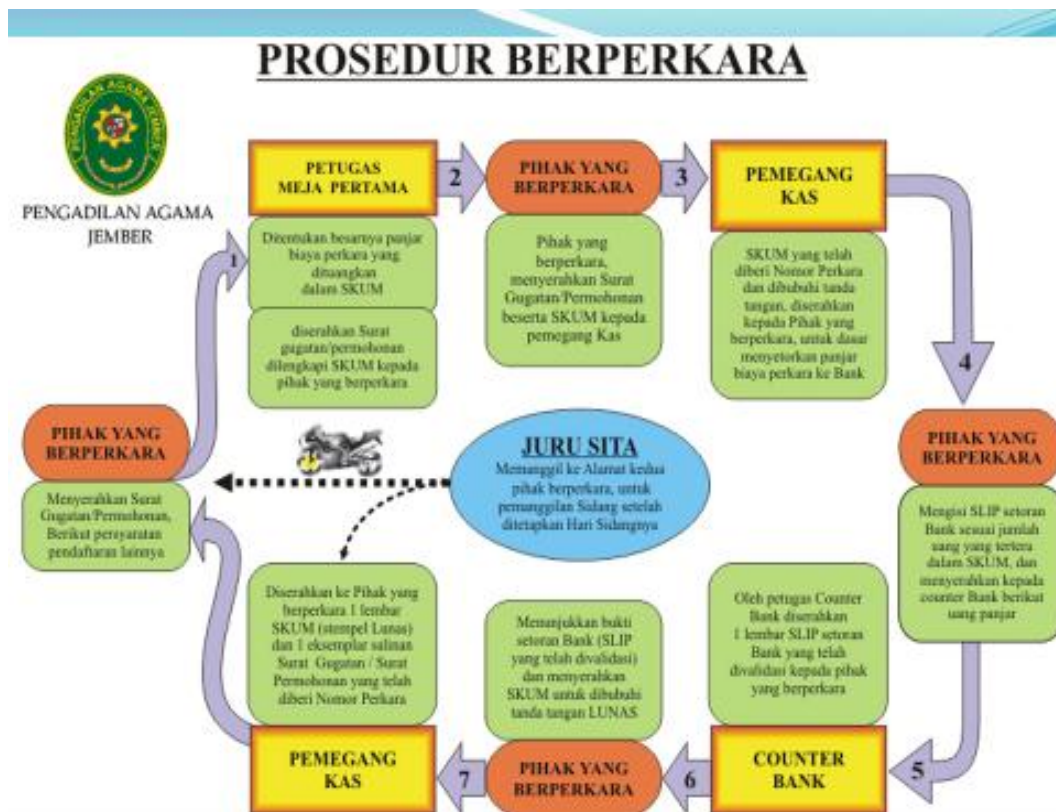 PROSEDUR BERPERKARA
PENGADILAN AGAMA JEMBER
PENGADILAN AGAMA
JEMBER
1
PETUGAS
MEJA PERTAMA
Ditentukan besarnya panjar
biaya perkara yang
dituangkan
dalam SKUM
diserahkan Surat
gugatan/permohonan
dilengkapi SKUM kepada
pihak yang berperkara
2
PIHAK YANG
BERPERKARA
Pihak yang
berperkara,
menyerahkan Surat
Gugatan/Permohonan
beserta SKUM kepada
pemegang Kas
3
PEMEGANG
KAS
SKUM yang telah
diberi Nomor Perkara
dan dibubuhi tanda
tangan, diserahkan
kepada Pihak yang
berperkara, untuk dasar
menyetorkan panjar
biaya perkara ke Bank
4
PIHAK YANG
BERPERKARA
Mengisi SLIP setoran
Bank sesuai jumlah
uang yang tertera
dalam SKUM, dan
menyerahkan kepada
counter Bank berikut
uang panjar
PIHAK YANG
BERPERKARA
Menyerahkan Surat
Gugatan/Permohonan,
Berikut persyaratan
pendaftaran lainnya
JURU SITA
Memanggil ke Alamat kedua
pihak berperkara, untuk
pemanggilan Sidang setelah
ditetapkan Hari Sidangnya
Diserahkan ke Pihak yang
berperkara 1 lembar
SKUM (stempel Lunas)
dan 1 eksemplar salinan
Surat Gugatan / Surat
Permohonan yang telah
diberi Nomor Perkara
PEMEGANG
KAS
7
Menunjukkan bukti
setoran Bank (SLIP
yang telah divalidasi)
dan menyerahkan
SKUM untuk dibubuhi
tanda tangan LUNAS
PIHAK YANG
BERPERKARA
6
Oleh petugas Counter
Bank diserahkan
1 lembar SLIP setoran
Bank yang telah
divalidasi kepada pihak
yang berperkara
COUNTER
BANK
5